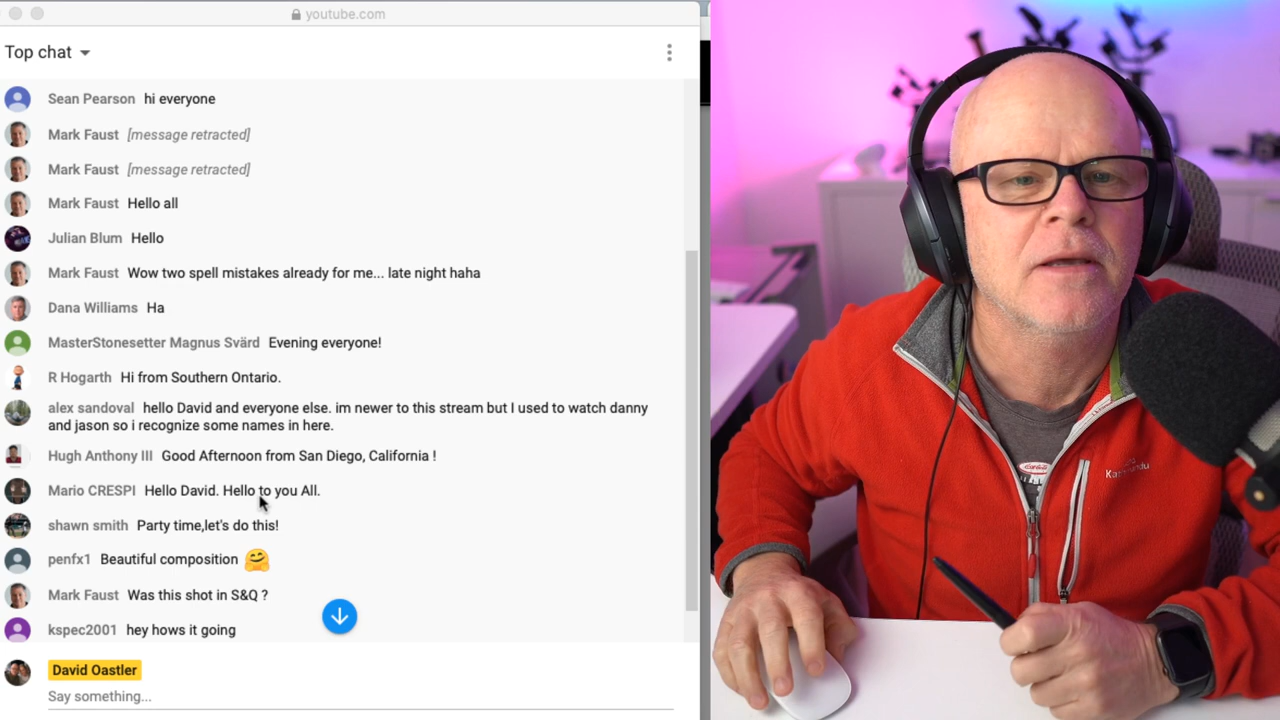 youtube.com
Top chat
Sean Pearson hi everyone
Mark Faust [message retracted]
Mark Faust [message retracted]
Mark Faust Hello all
Julian Blum Hello
Mark Faust Wow two spell mistakes already for me... late night haha
Dana Williams Ha
MasterStonesetter Magnus Svärd Evening everyone!
R Hogarth Hi from Southern Ontario.
alex sandoval hello David and everyone else. im newer to this stream but I used to watch danny
and jason so i recognize some names in here.
Hugh Anthony III Good Afternoon from San Diego, California !
Mario CRESPI Hello David. Hello to you All.
shawn smith Party time,let's do this!
penfx1 Beautiful composition 🤗
Mark Faust Was this shot in S&Q ?
kspec2001 hey hows it going
David Oastler
Say something...